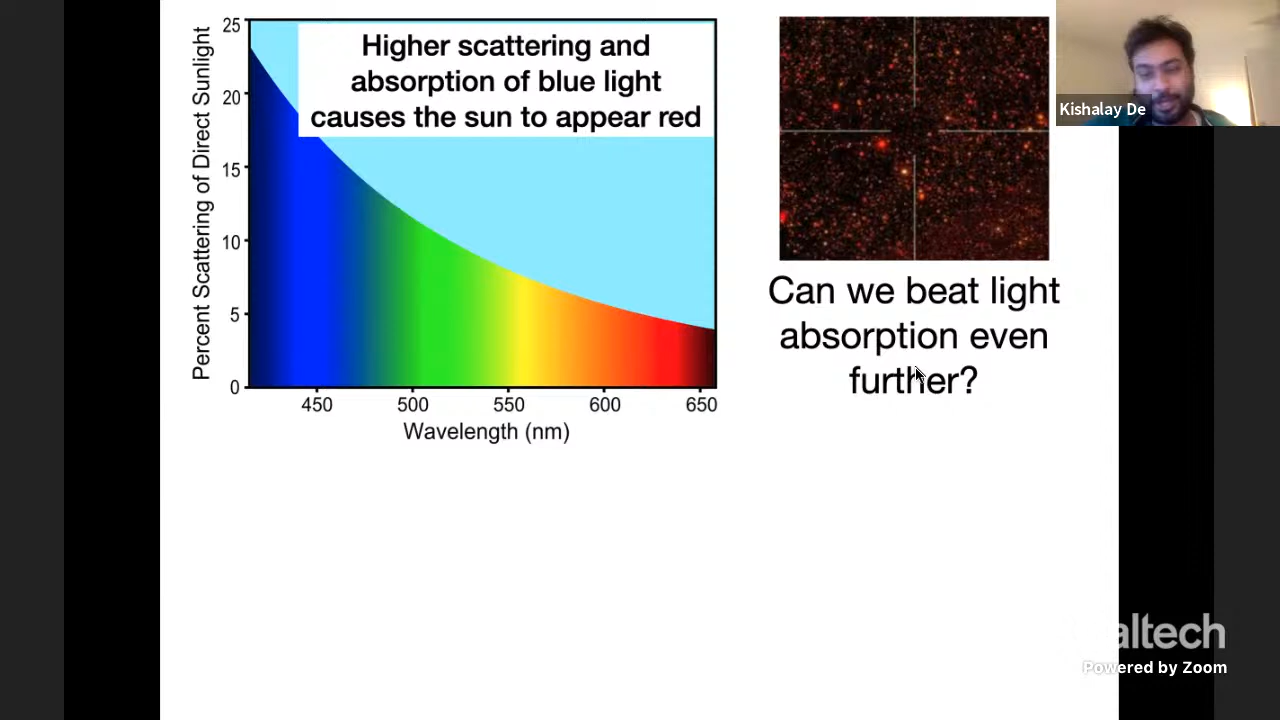 Percent Scattering of Direct Sunlight
25
20
15
10
5
0
Higher scattering and
absorption of blue light
causes the sun to appear red
450 500 550 600 650
Wavelength (nm)
Can we beat light
absorption even
further?
Kishalay De
altech
Powered by Zoom